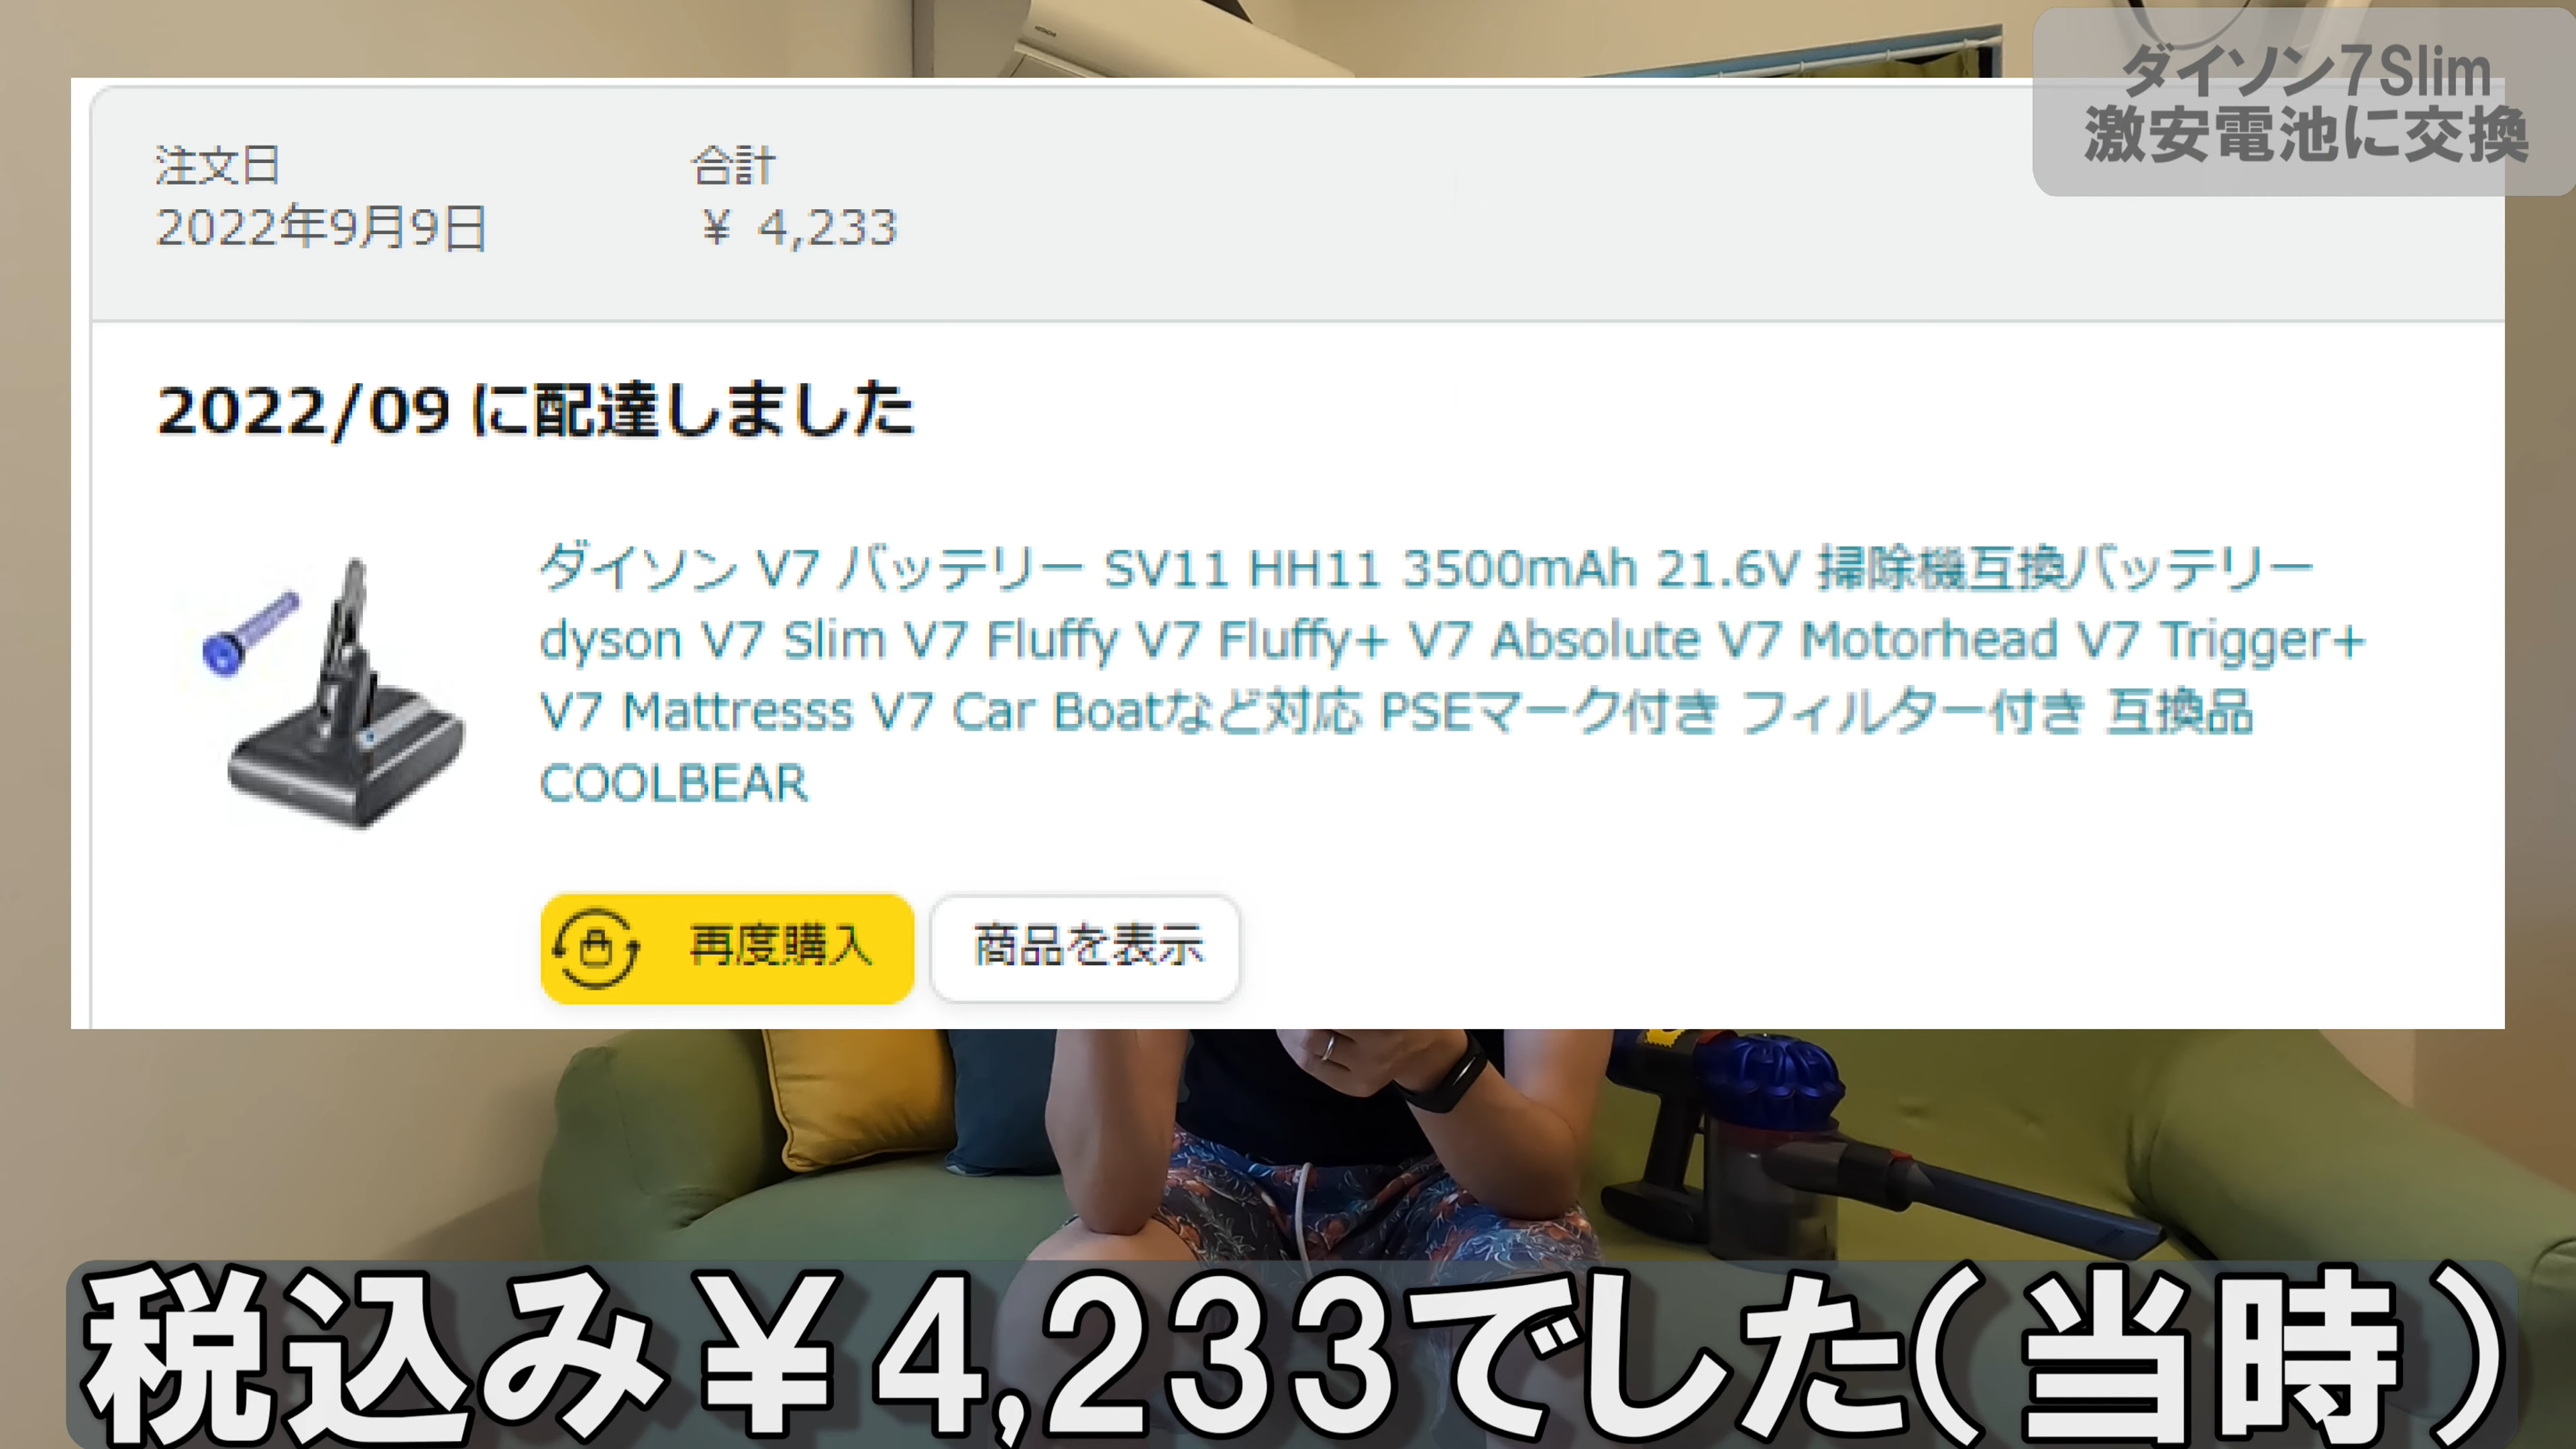 ダイソン7Slim
激安電池に交換
注文日
2022年9月9日
合計
¥ 4,233
2022/09 に配達しました
ダイソン V7 バッテリー SV11 HH11 3500mAh 21.6V 掃除機互換バッテリー
dyson V7 Slim V7 Fluffy V7 Fluffy+ V7 Absolute V7 Motorhead V7 Trigger+
V7 Mattresss V7 Car Boatなど対応 PSEマーク付き フィルター付き 互換品
COOLBEAR
再度購入
商品を表示
税込み¥4,233でした(当時)